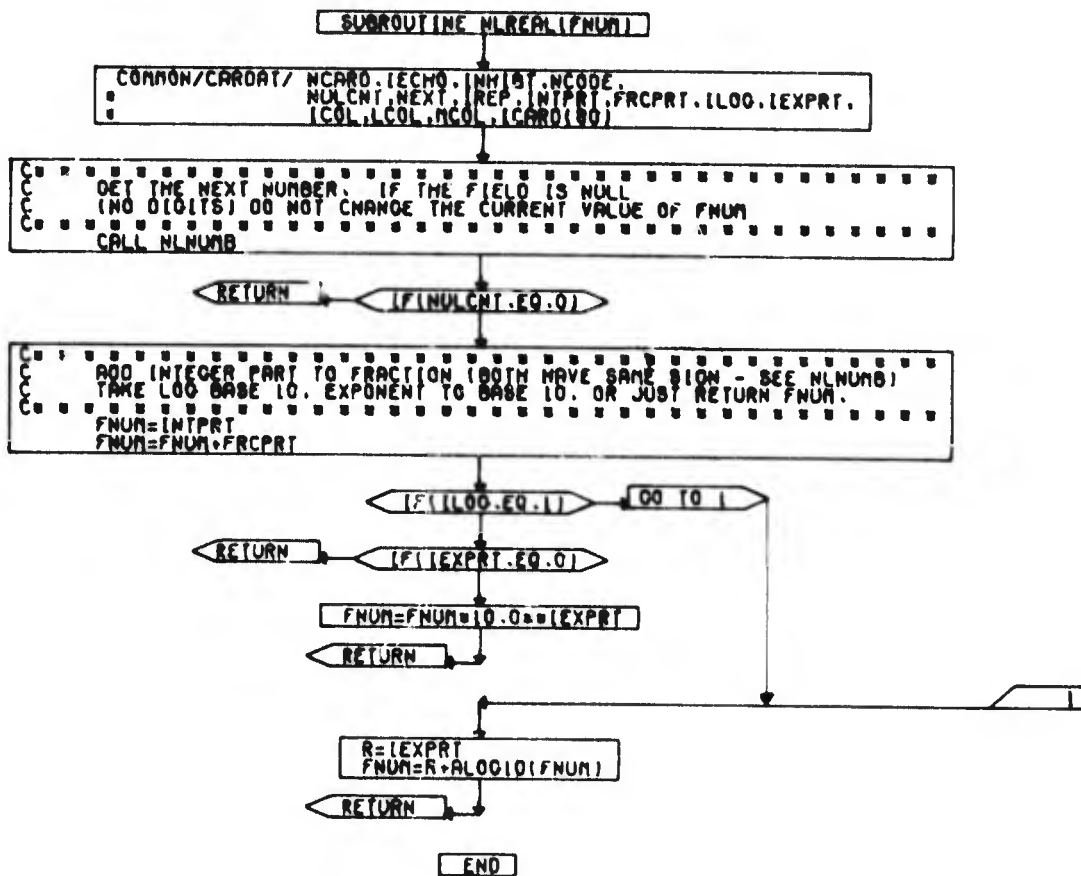 SUBROUTINE NLREAL(FNUM)
COMMON/CARDAT/ NCARD,IECHO,INHIBT,NCODE,
* NULCNT,NEXT,IREP,INTPRT,FRCPRT,ILOG,IEXPRT,
* ICOL,LCOL,MCOL,ICARD(80)
C* * * * * * * * * * * * * * * * * * * * * * * * * * * * *
C GET THE NEXT NUMBER. IF THE FIELD IS NULL
C (NO DIGITS) DO NOT CHANGE THE CURRENT VALUE OF FNUM
C* * * * * * * * * * * * * * * * * * * * * * * * * * * * *
CALL NLNUMB
RETURN IF(NULCNT.EQ.0)
C* * * * * * * * * * * * * * * * * * * * * * * * * * * * *
C ADD INTEGER PART TO FRACTION (BOTH HAVE SAME SIGN - SEE NLNUMB)
C TAKE LOG BASE 10, EXPONENT TO BASE 10, OR JUST RETURN FNUM.
C* * * * * * * * * * * * * * * * * * * * * * * * * * * * *
FNUM=INTPRT
FNUM=FNUM+FRCPRT
IF(ILOG.EQ.1) GO TO 1
RETURN IF(IEXPRT.EQ.0)
FNUM=FNUM*10.0**IEXPRT
RETURN
1
R=IEXPRT
FNUM=R+ALOG10(FNUM)
RETURN
END